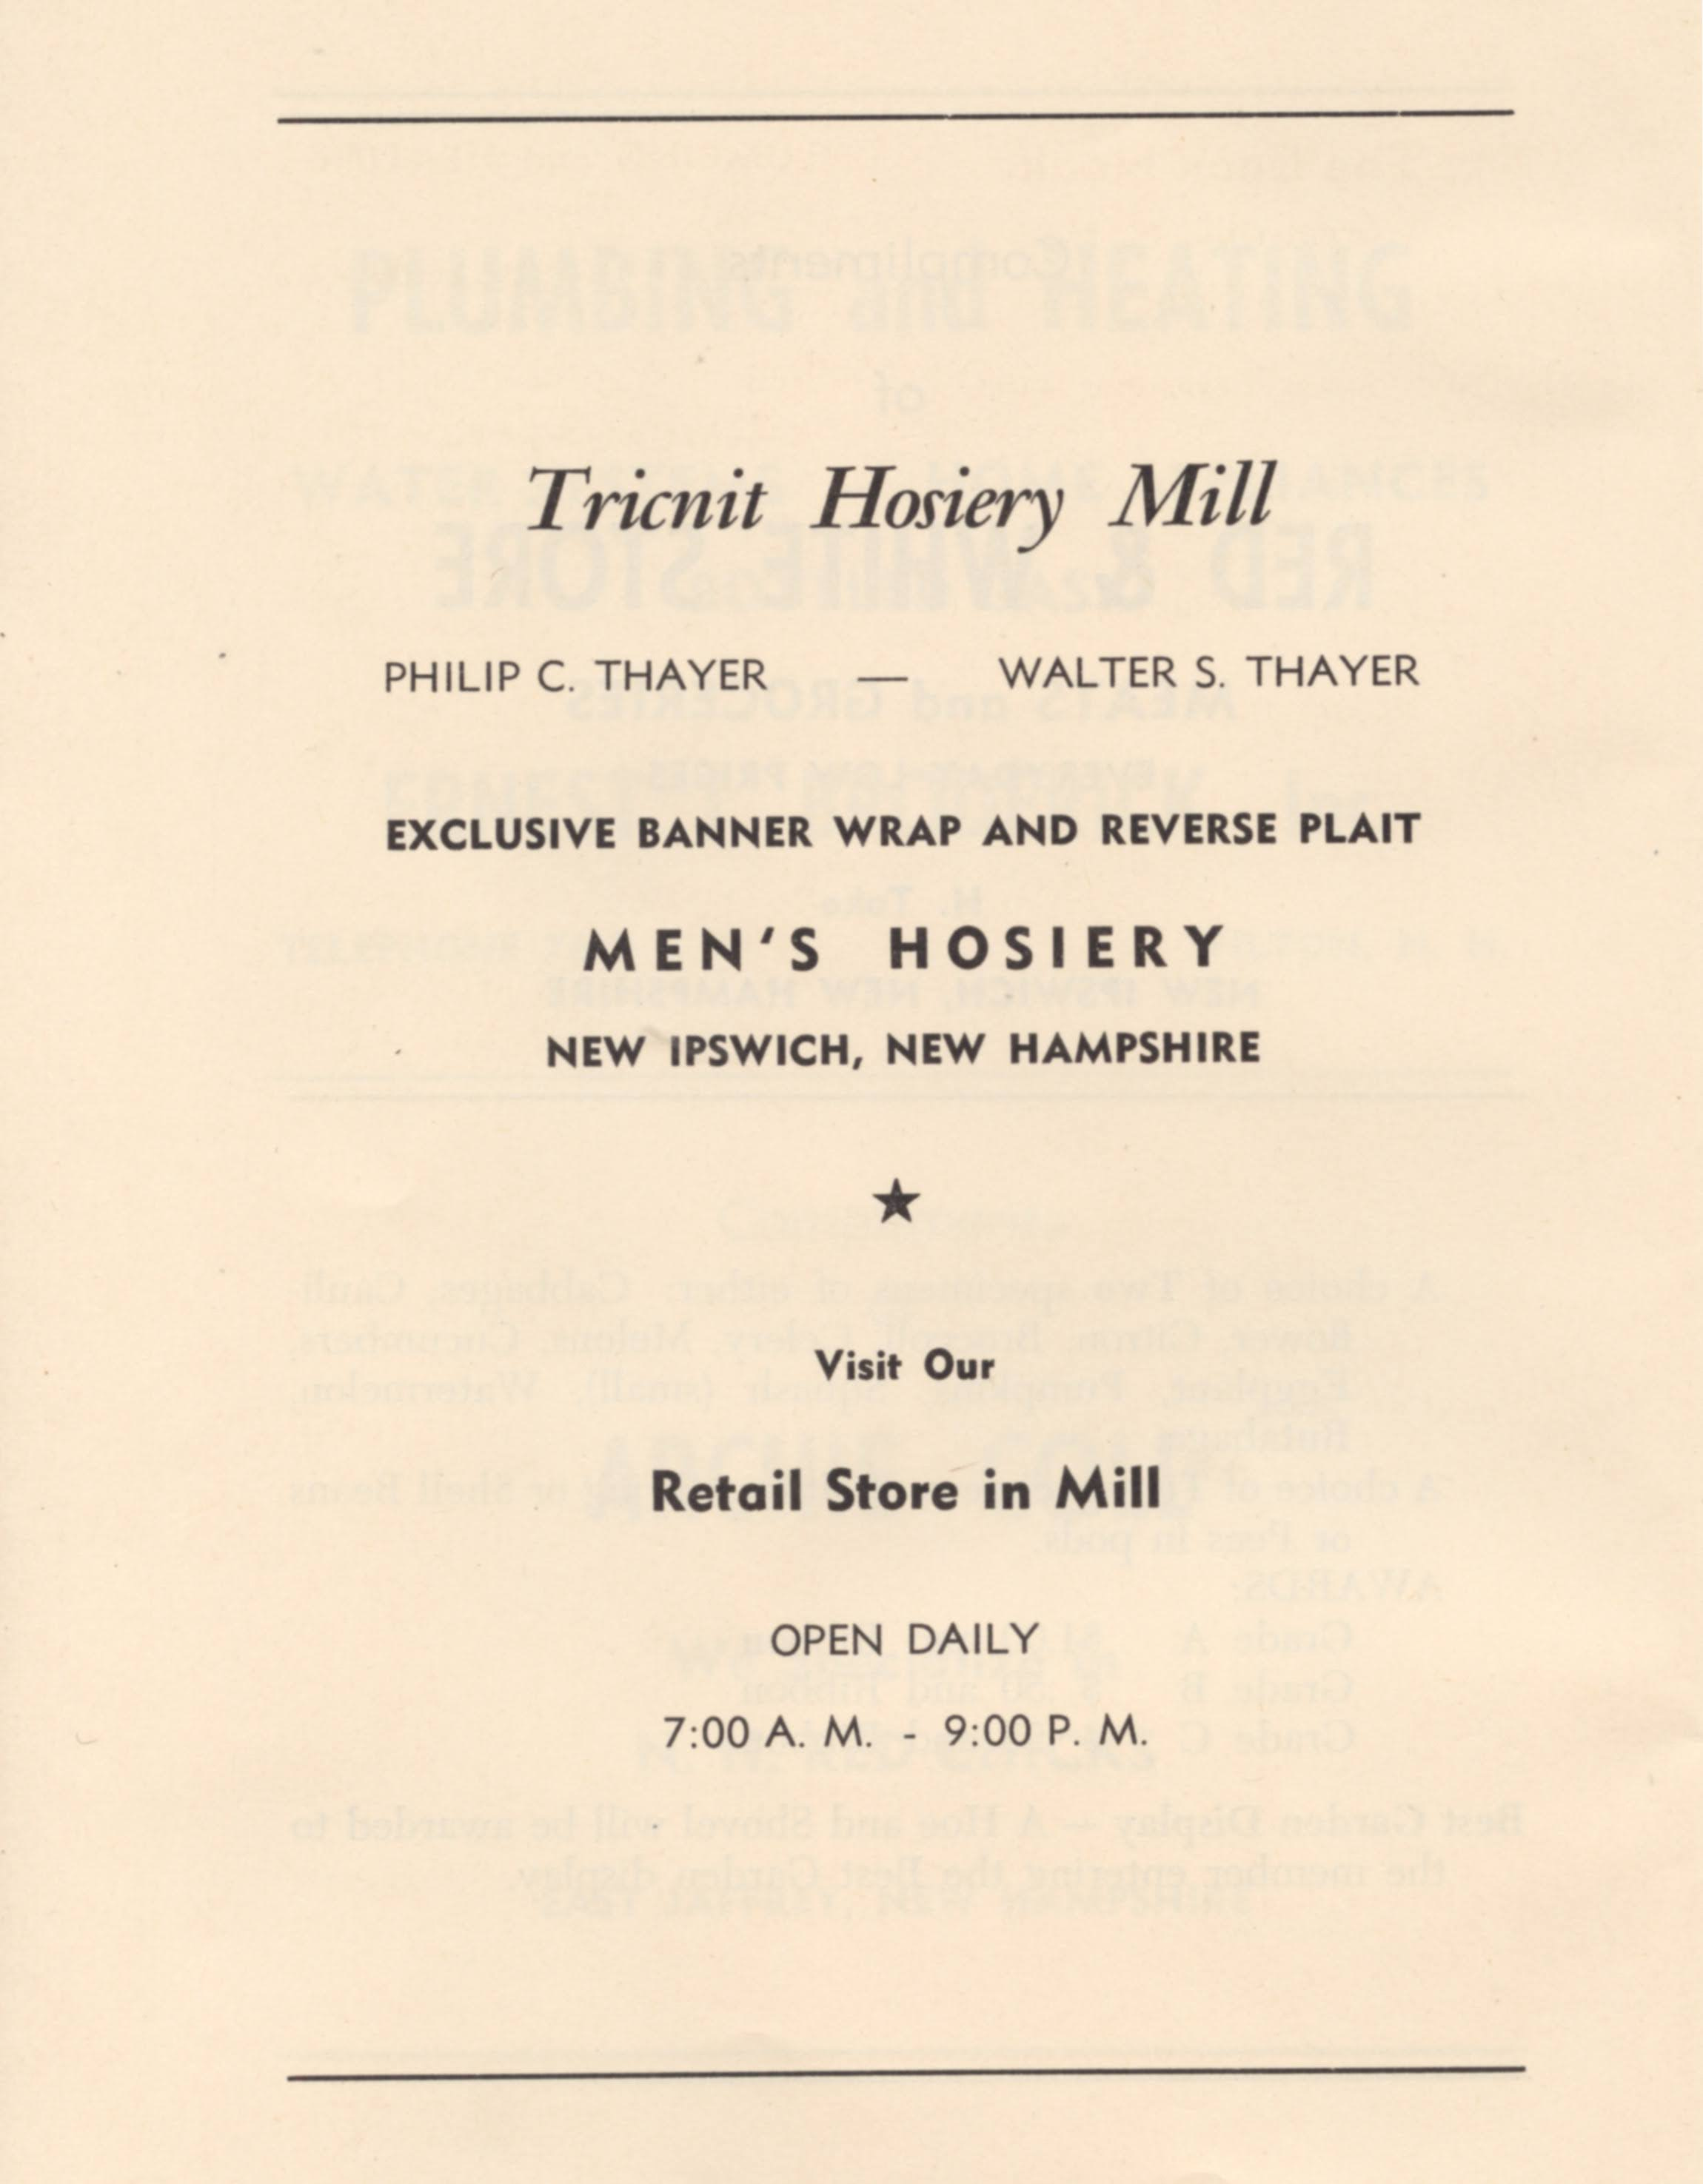 Tricnit Hosiery Mill
PHILIP C. THAYER — WALTER S. THAYER
EXCLUSIVE BANNER WRAP AND REVERSE PLAIT
MEN'S HOSIERY
NEW IPSWICH, NEW HAMPSHIRE
★
Visit Our
Retail Store in Mill
OPEN DAILY
7:00 A. M. - 9:00 P. M.